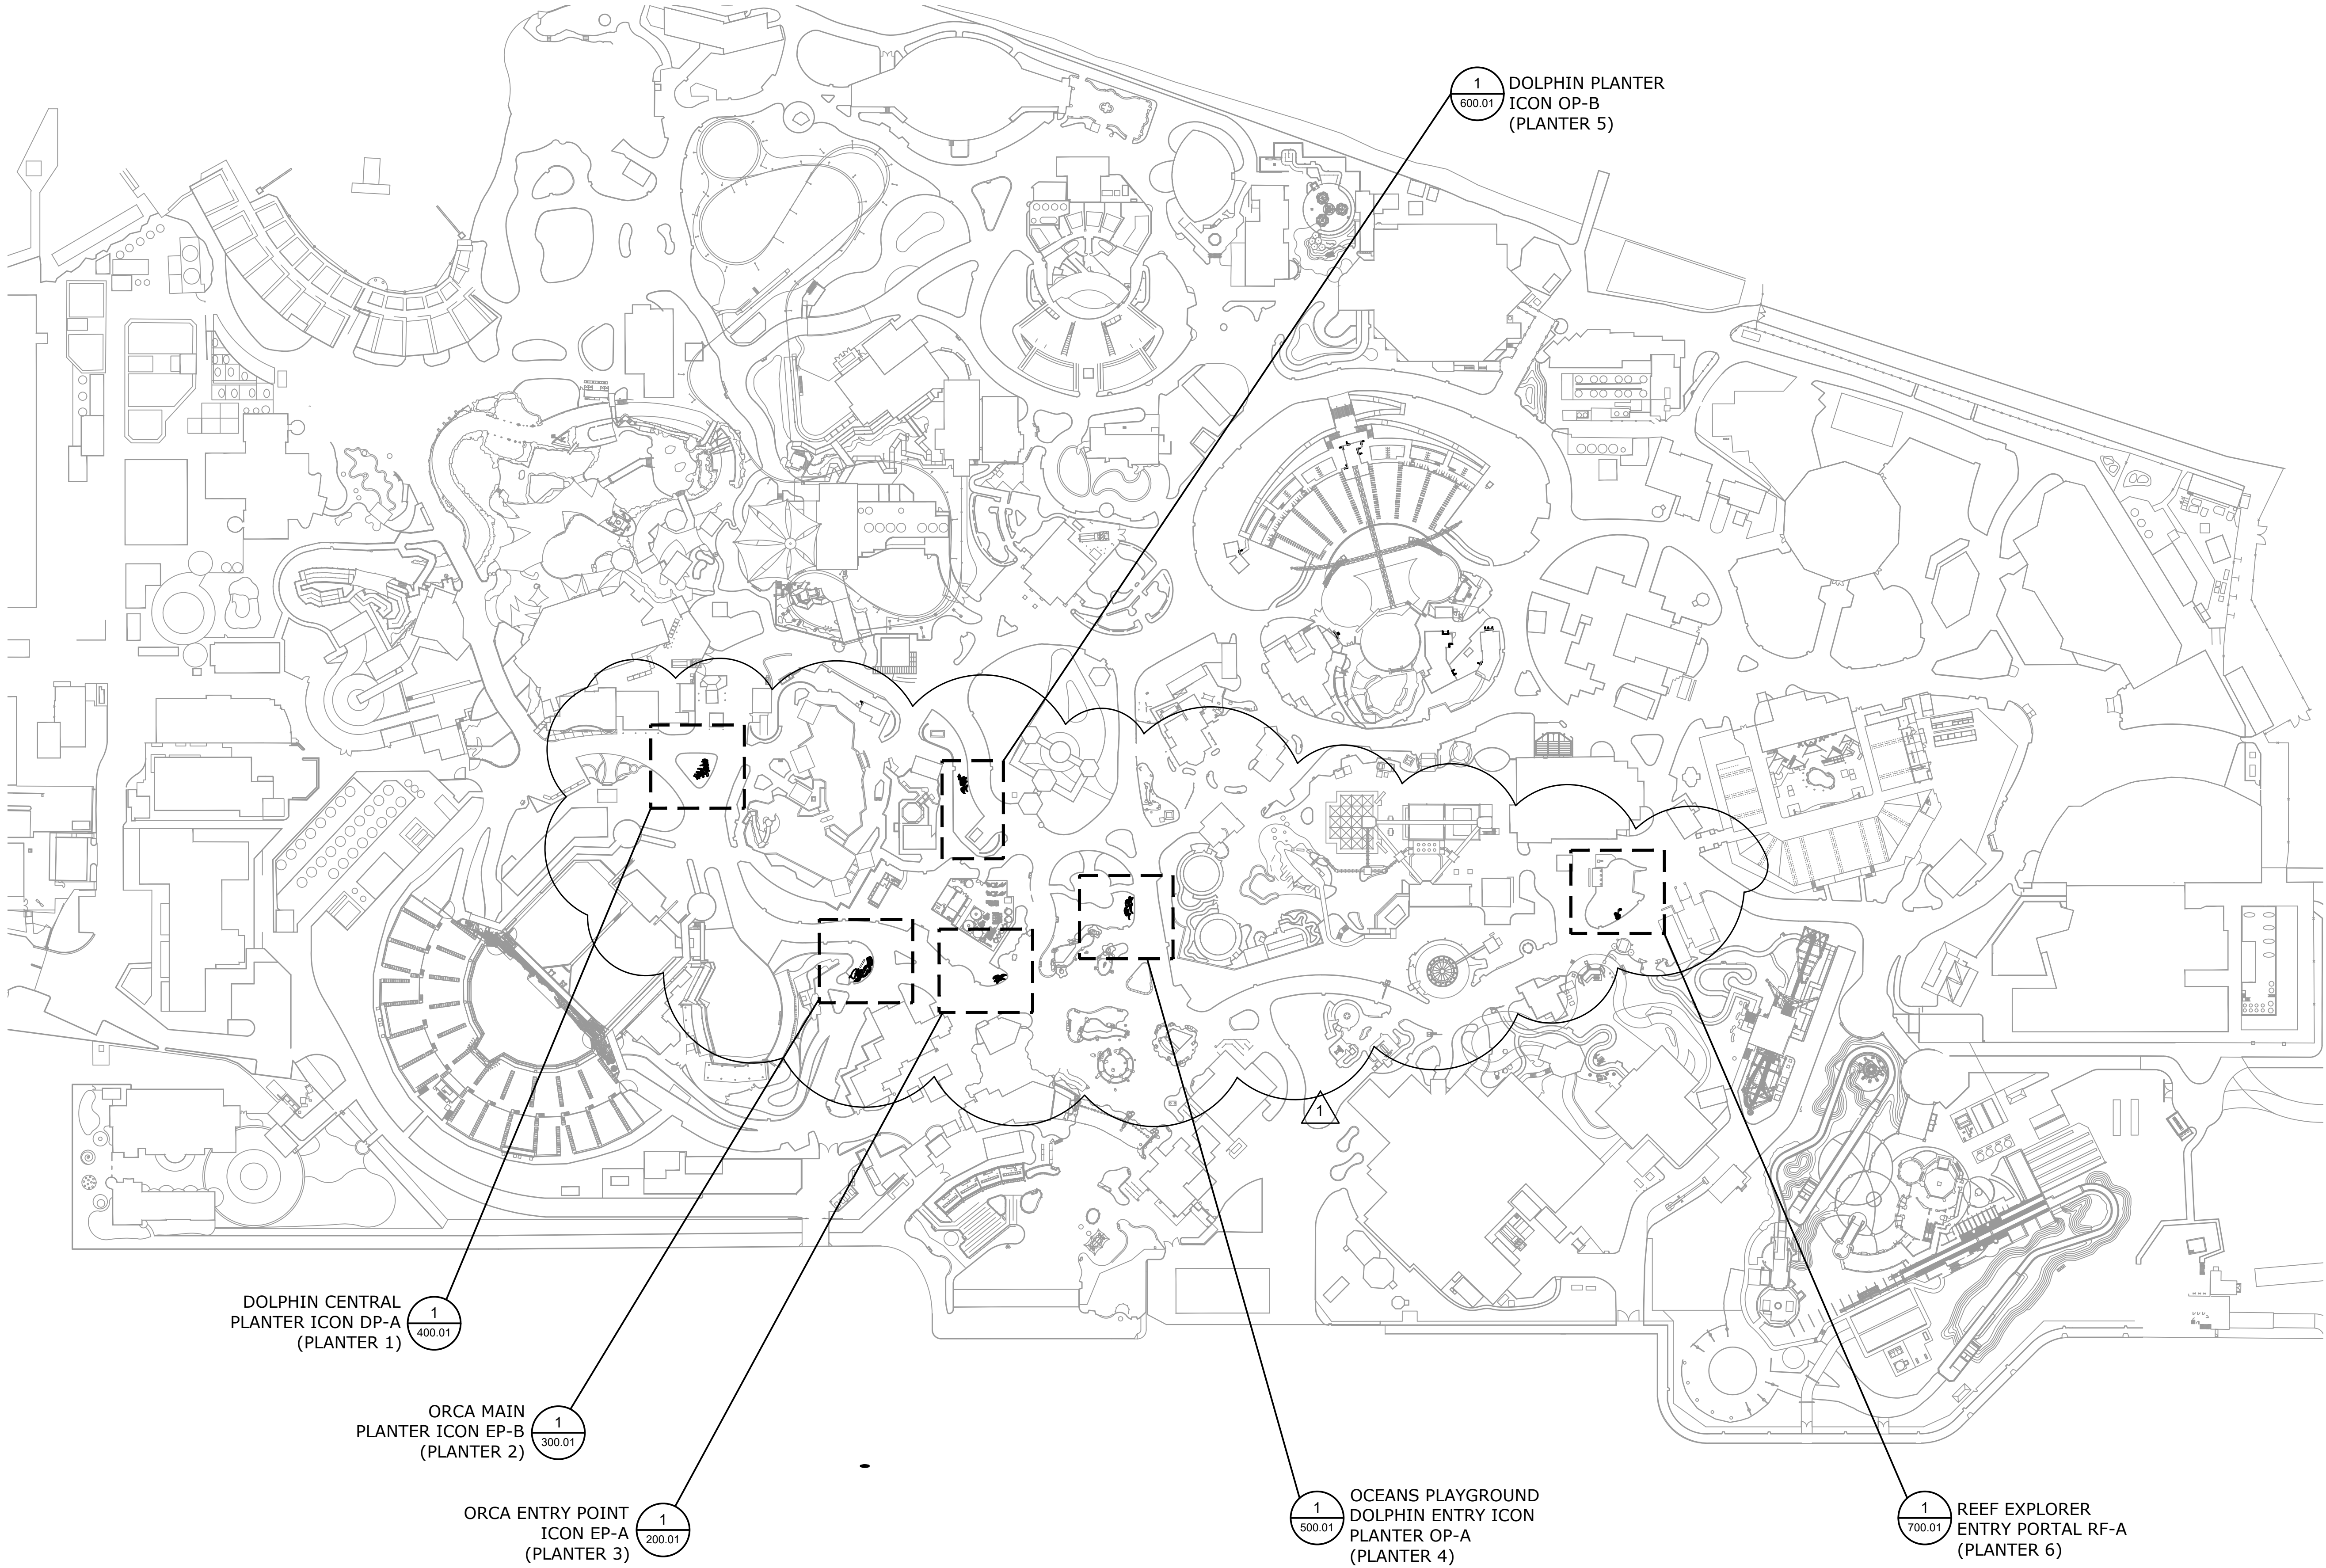 1
600.01
DOLPHIN PLANTER
ICON OP-B
(PLANTER 5)
1
DOLPHIN CENTRAL
PLANTER ICON DP-A
(PLANTER 1)
1
400.01
ORCA MAIN
PLANTER ICON EP-B
(PLANTER 2)
1
300.01
ORCA ENTRY POINT
ICON EP-A
(PLANTER 3)
1
200.01
1
500.01
OCEANS PLAYGROUND
DOLPHIN ENTRY ICON
PLANTER OP-A
(PLANTER 4)
1
700.01
REEF EXPLORER
ENTRY PORTAL RF-A
(PLANTER 6)